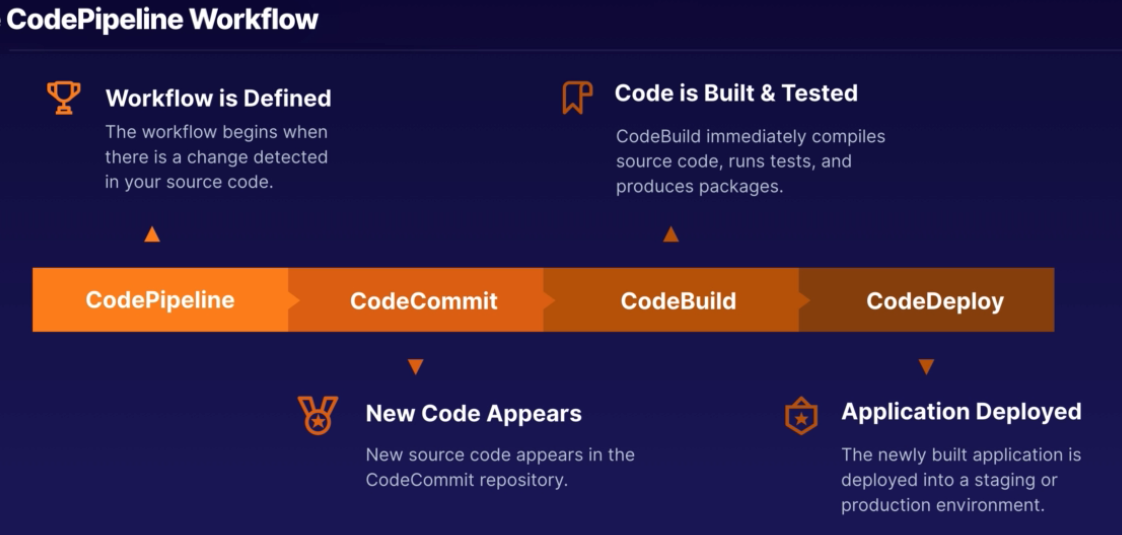 CodePipeline Workflow
Workflow is Defined
The workflow begins when
there is a change detected
in your source code.
Code is Built & Tested
CodeBuild immediately compiles
source code, runs tests, and
produces packages.
CodePipeline
CodeCommit
CodeBuild
CodeDeploy
New Code Appears
New source code appears in the
CodeCommit repository.
Application Deployed
The newly built application is
deployed into a staging or
production environment.